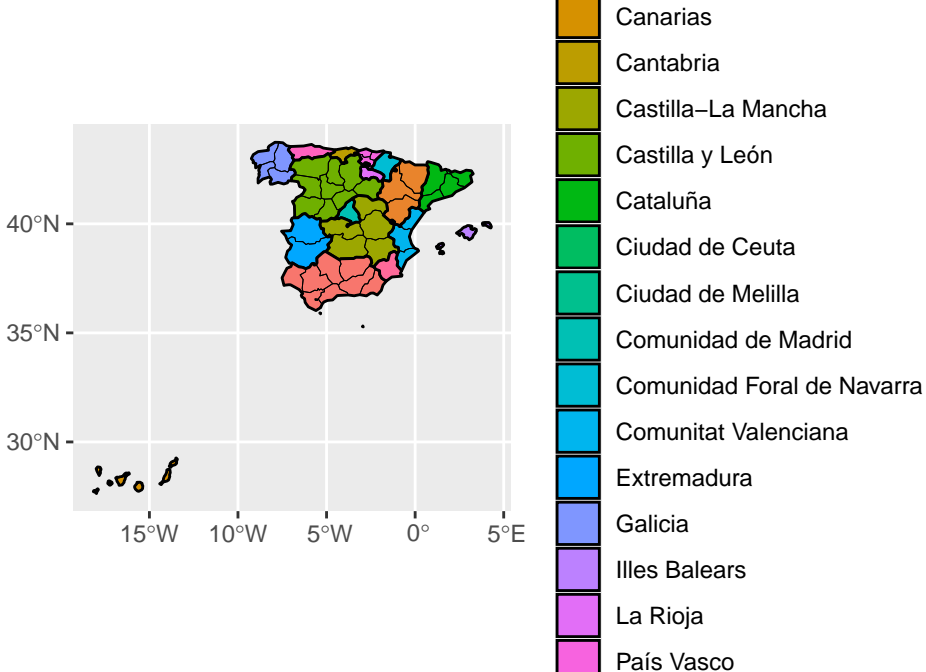 Canarias
Cantabria
Castilla−La Mancha
Castilla y León
Cataluña
Ciudad de Ceuta
Ciudad de Melilla
Comunidad de Madrid
Comunidad Foral de Navarra
Comunitat Valenciana
Extremadura
Galicia
Illes Balears
La Rioja
País Vasco
40°N
35°N
30°N
15°W 10°W 5°W 0° 5°E